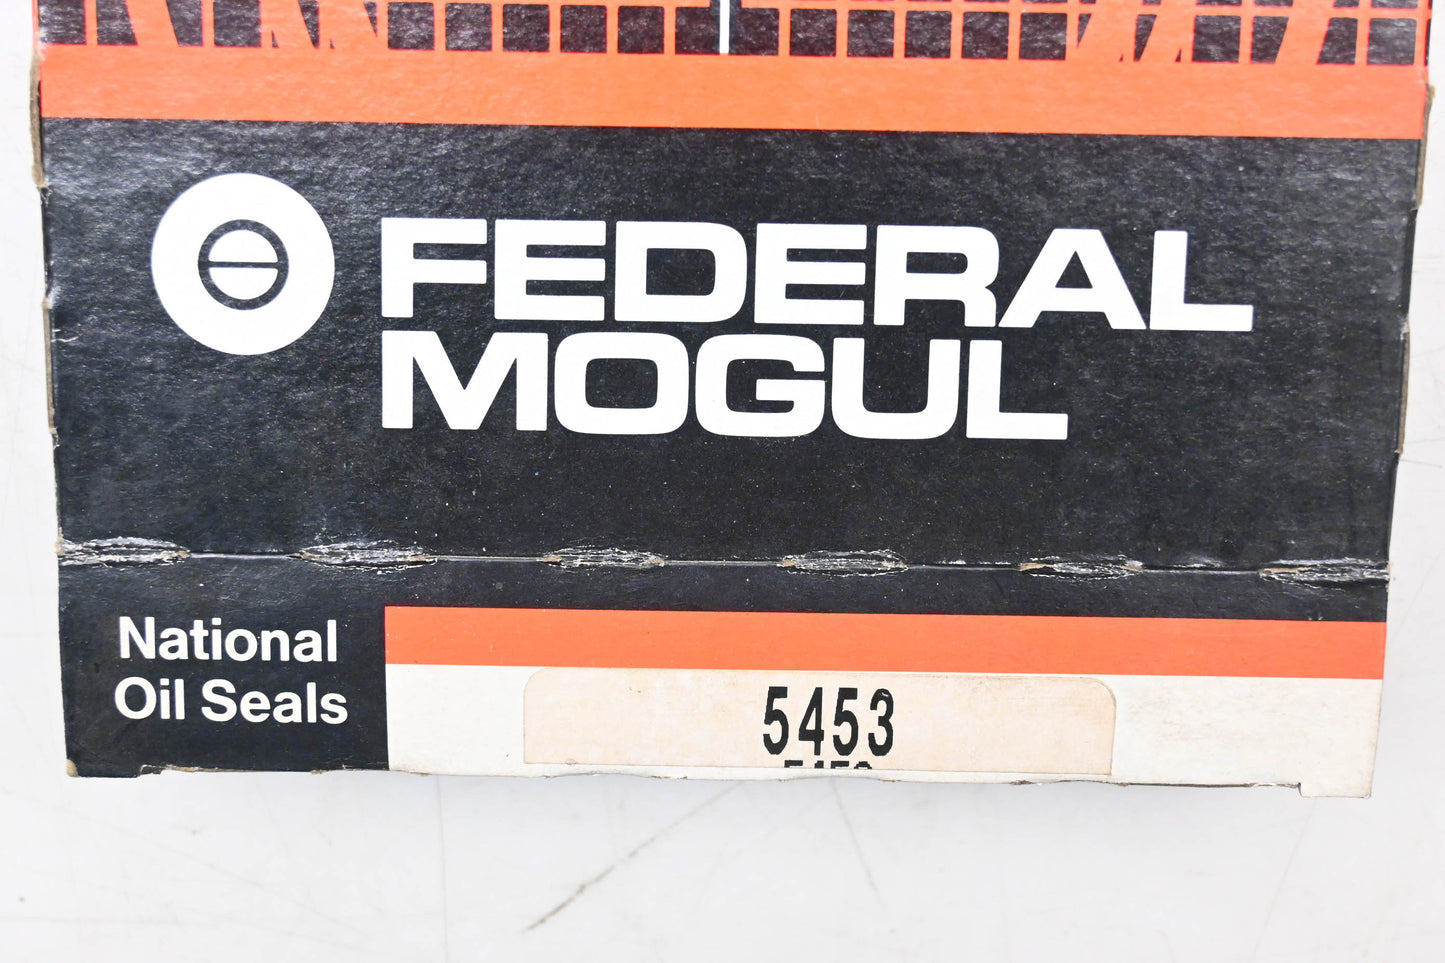 FEDERAL
MOGUL
National
Oil Seals
5453